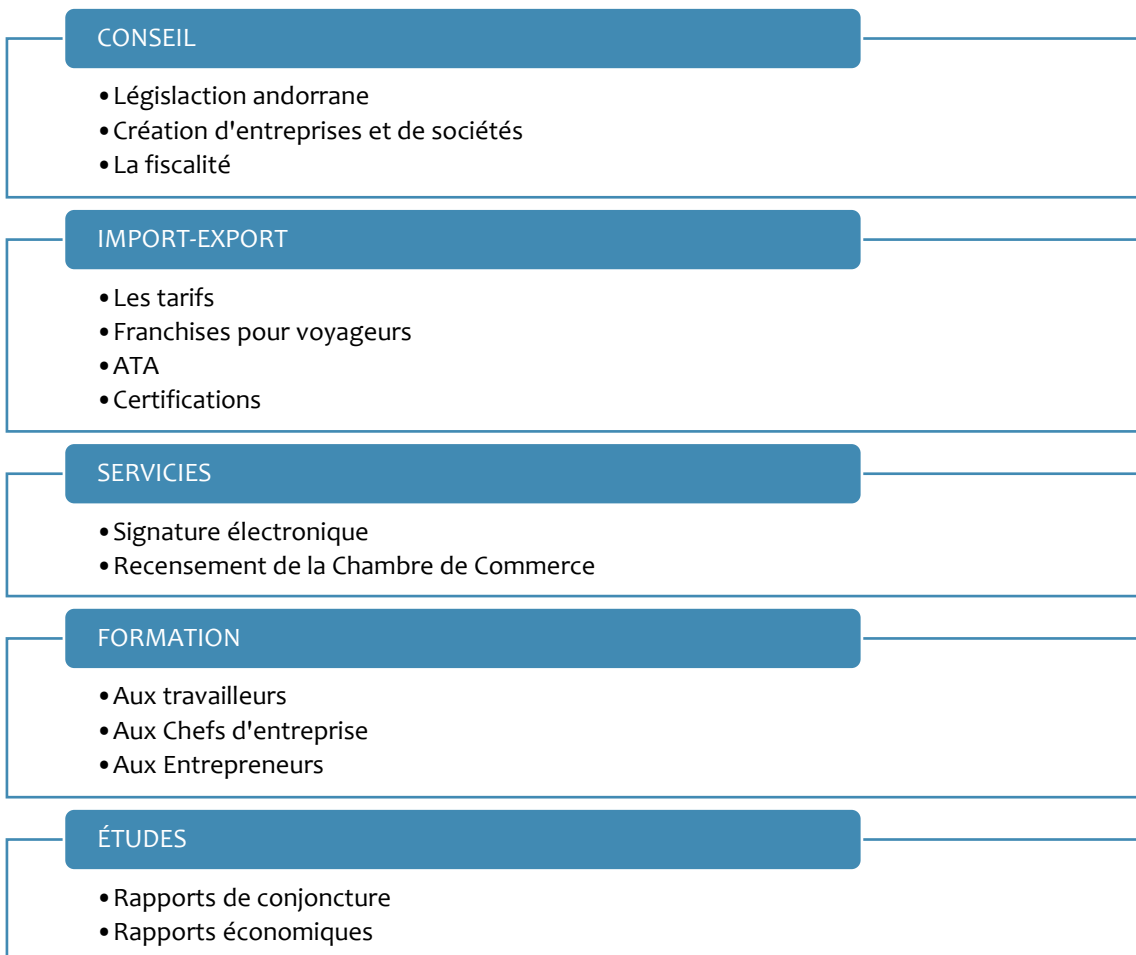 CONSEIL
•Législaction andorrane
•Création d'entreprises et de sociétés
•La fiscalité
IMPORT-EXPORT
•Les tarifs
•Franchises pour voyageurs
•ATA
•Certifications
SERVICIES
•Signature électronique
•Recensement de la Chambre de Commerce
FORMATION
•Aux travailleurs
•Aux Chefs d'entreprise
•Aux Entrepreneurs
ÉTUDES
•Rapports de conjoncture
•Rapports économiques